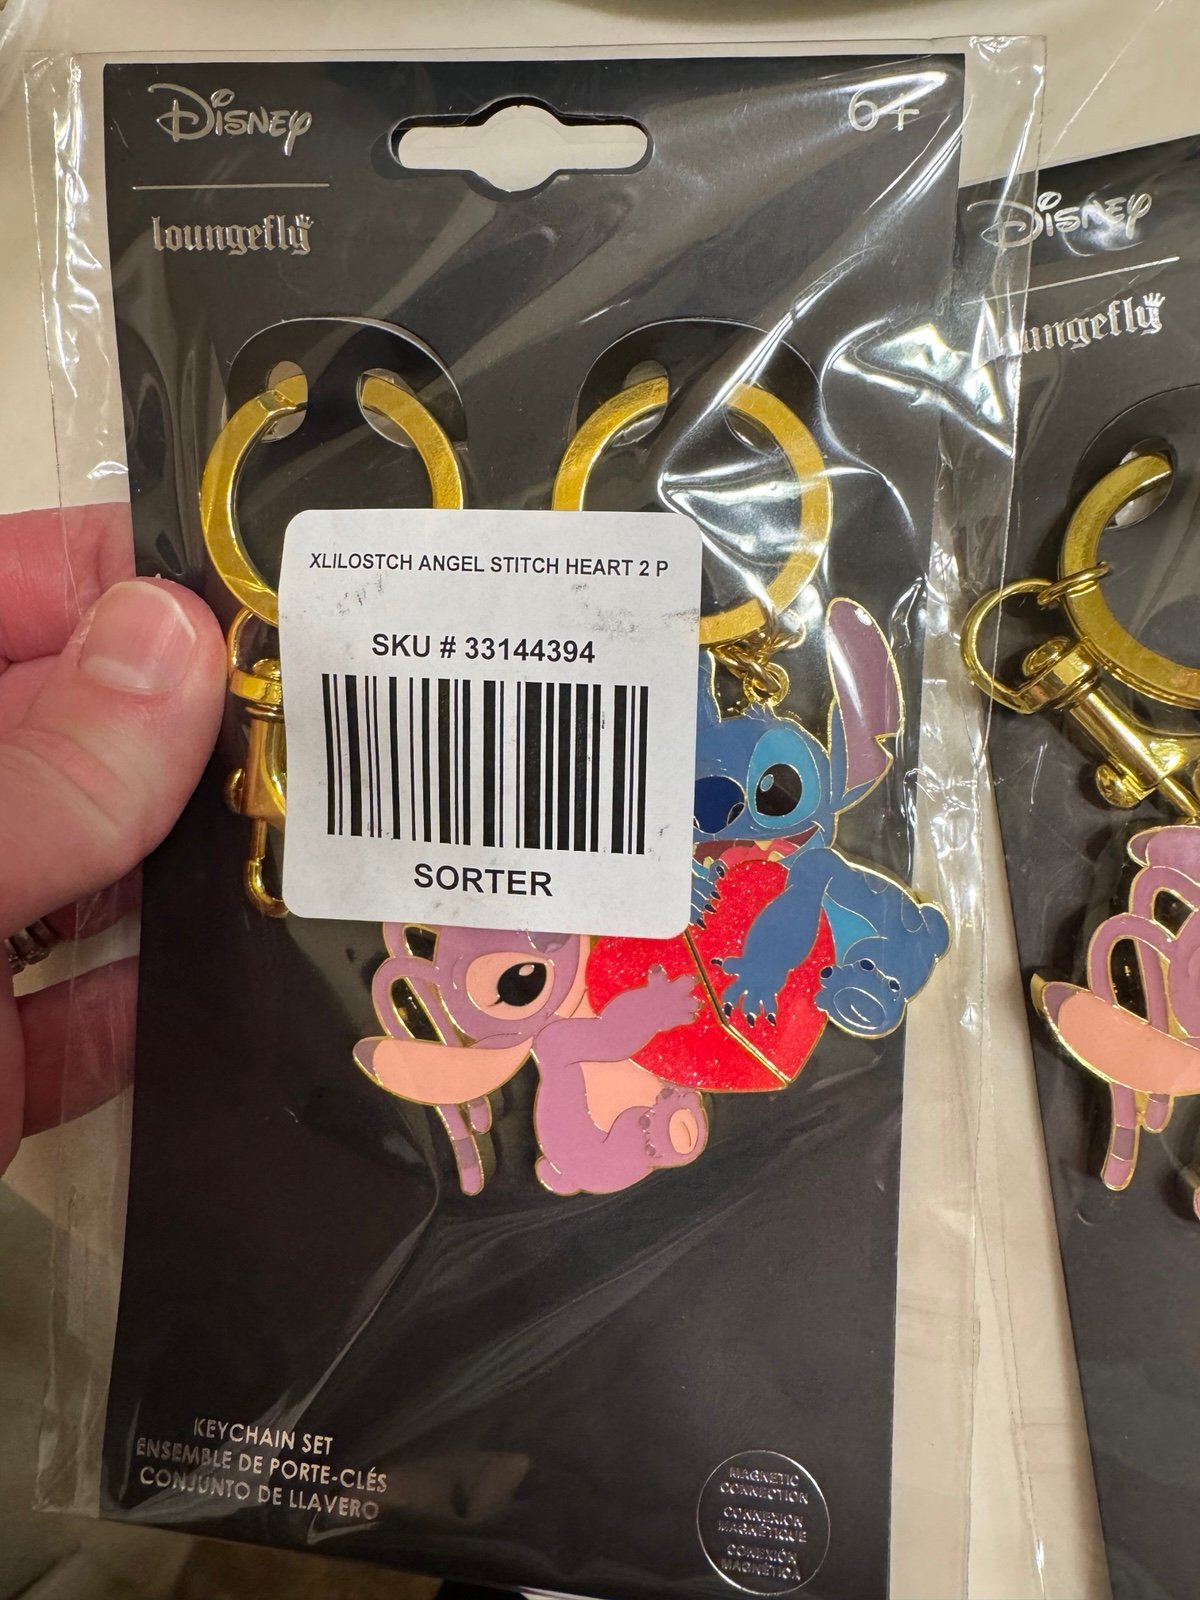 Disney
loungefly
6+
Disney
loungefly
XLILOSTCH ANGEL STITCH HEART 2 P
SKU # 33144394
SORTER
KEYCHAIN SET
ENSEMBLE DE PORTE-CLÉS
CONJUNTO DE LLAVERO
MAGNETIC
CONNECTION
CONNEXION
MAGNÉTIQUE
CONEXIÓN
MAGNÉTICA